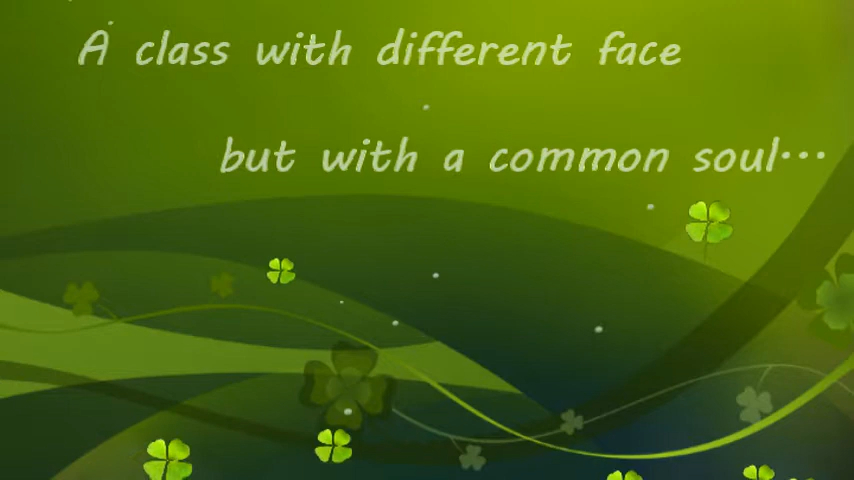 A class with different face
but with a common soul...